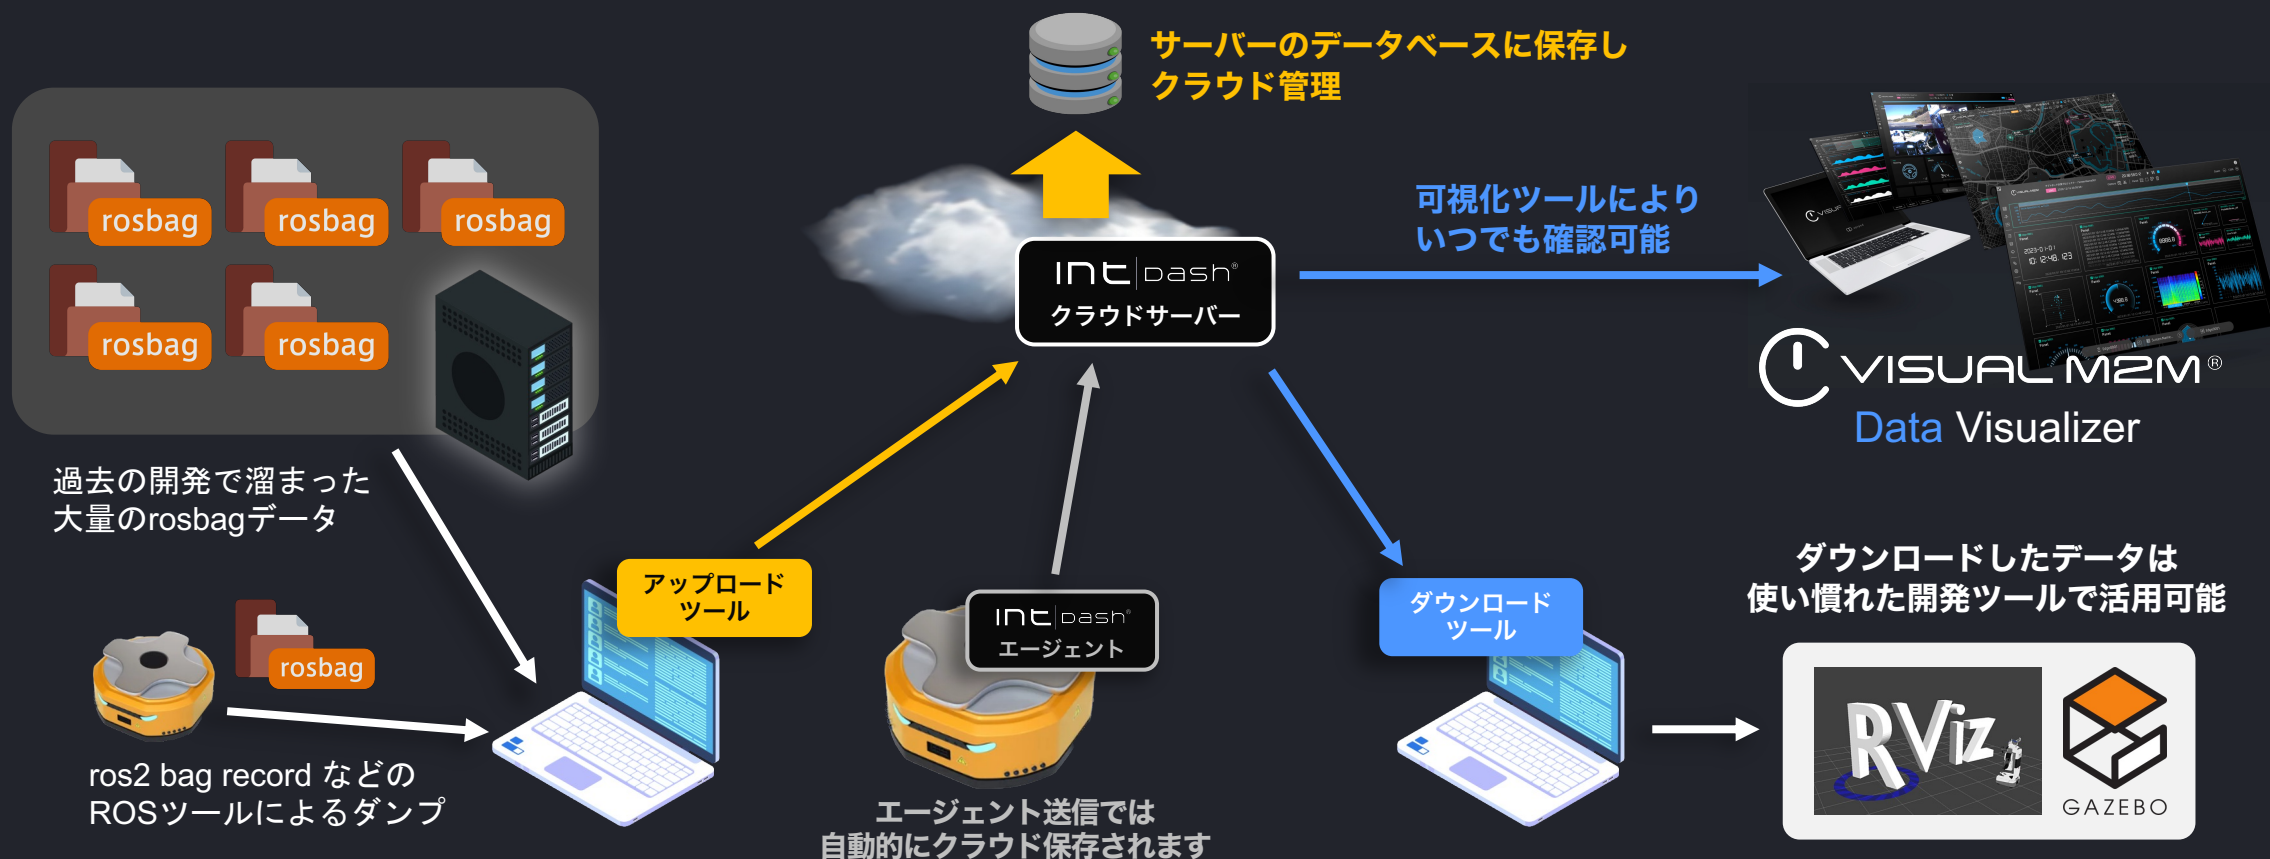 サーバーのデータベースに保存し
クラウド管理
rosbag
rosbag
rosbag
rosbag
rosbag
過去の開発で溜まった
大量のrosbagデータ
rosbag
ros2 bag record などの
ROSツールによるダンプ
アップロード
ツール
intDash®
クラウドサーバー
intDash®
エージェント
エージェント送信では
自動的にクラウド保存されます
可視化ツールにより
いつでも確認可能
VISUAL M2M®
Data Visualizer
ダウンロード
ツール
ダウンロードしたデータは
使い慣れた開発ツールで活用可能
RViz
GAZEBO